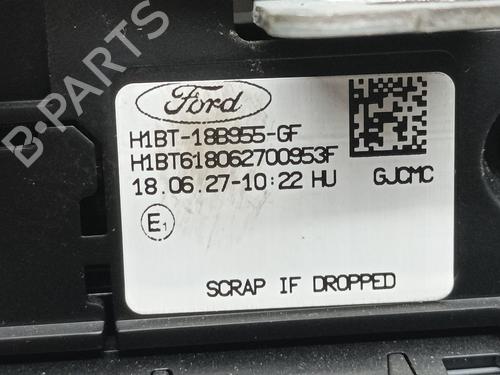 B-PARTS
Ford
H1BT-18B955-GF
H1BT618062700953F
18.06.27-10:22 HU GJCMC
E1
SCRAP IF DROPPED